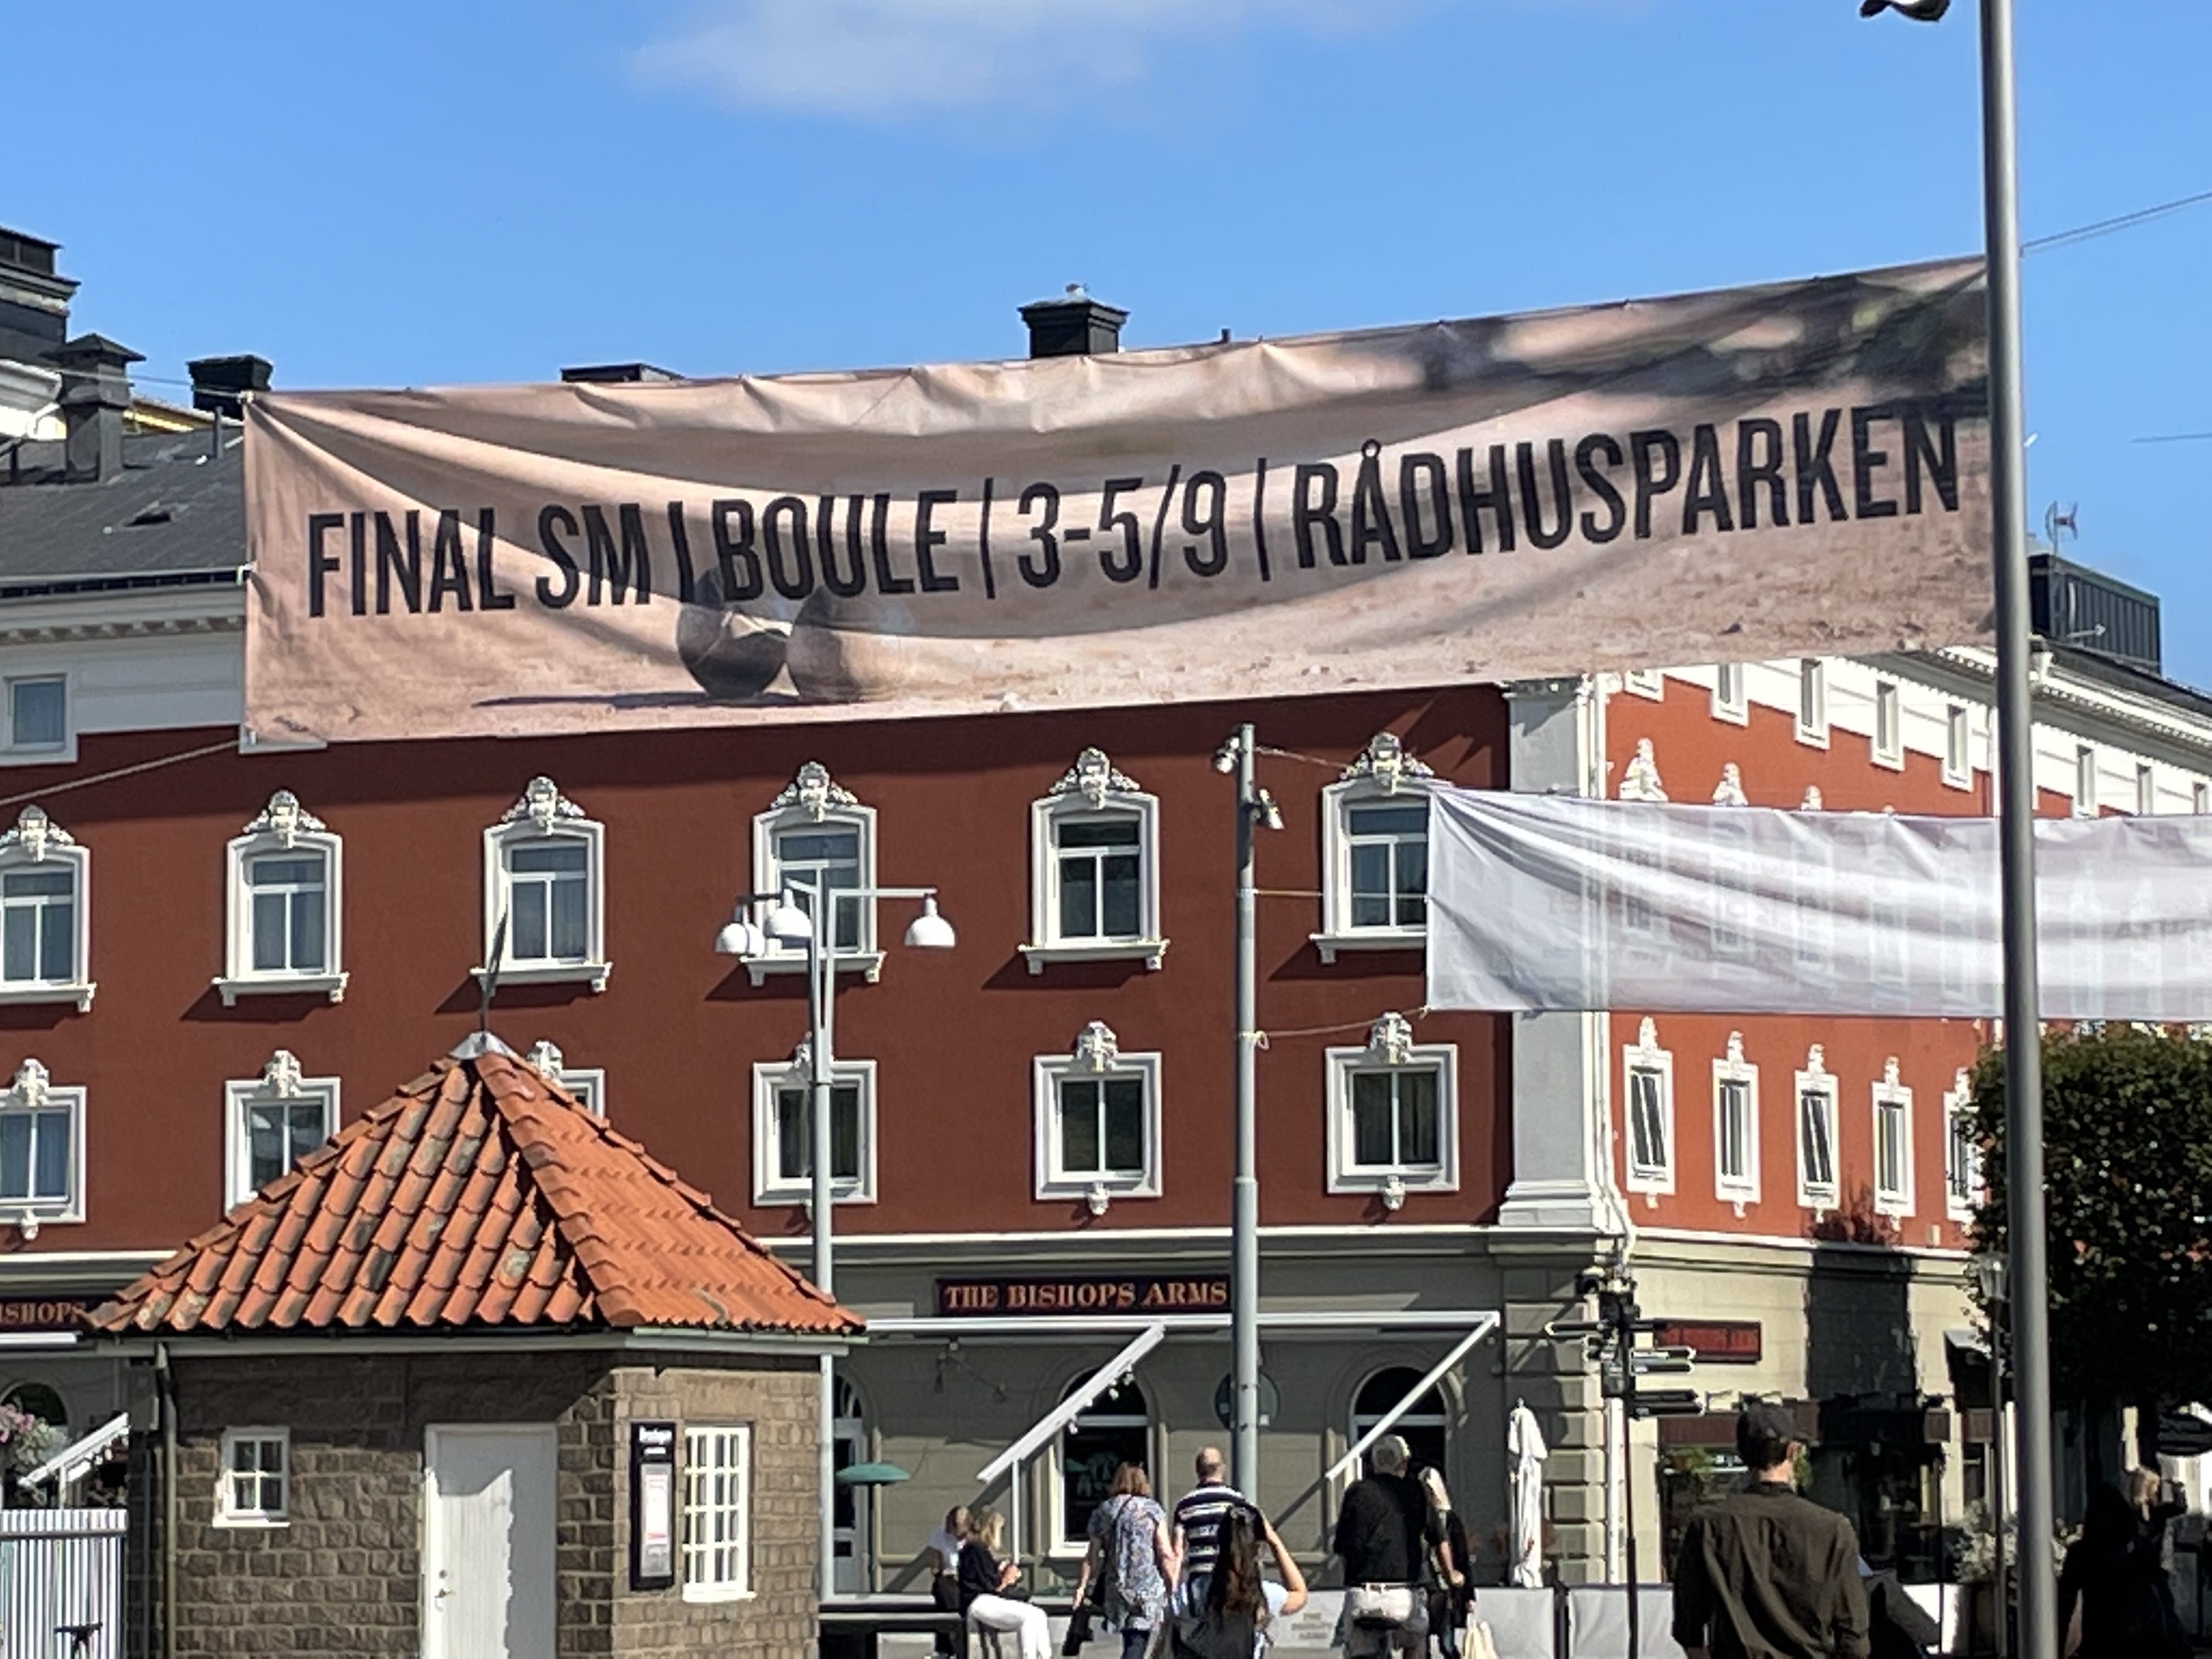 FINAL SM I BOULE | 3-5/9 | RÅDHUSPARKEN
THE BISHOPS ARMS